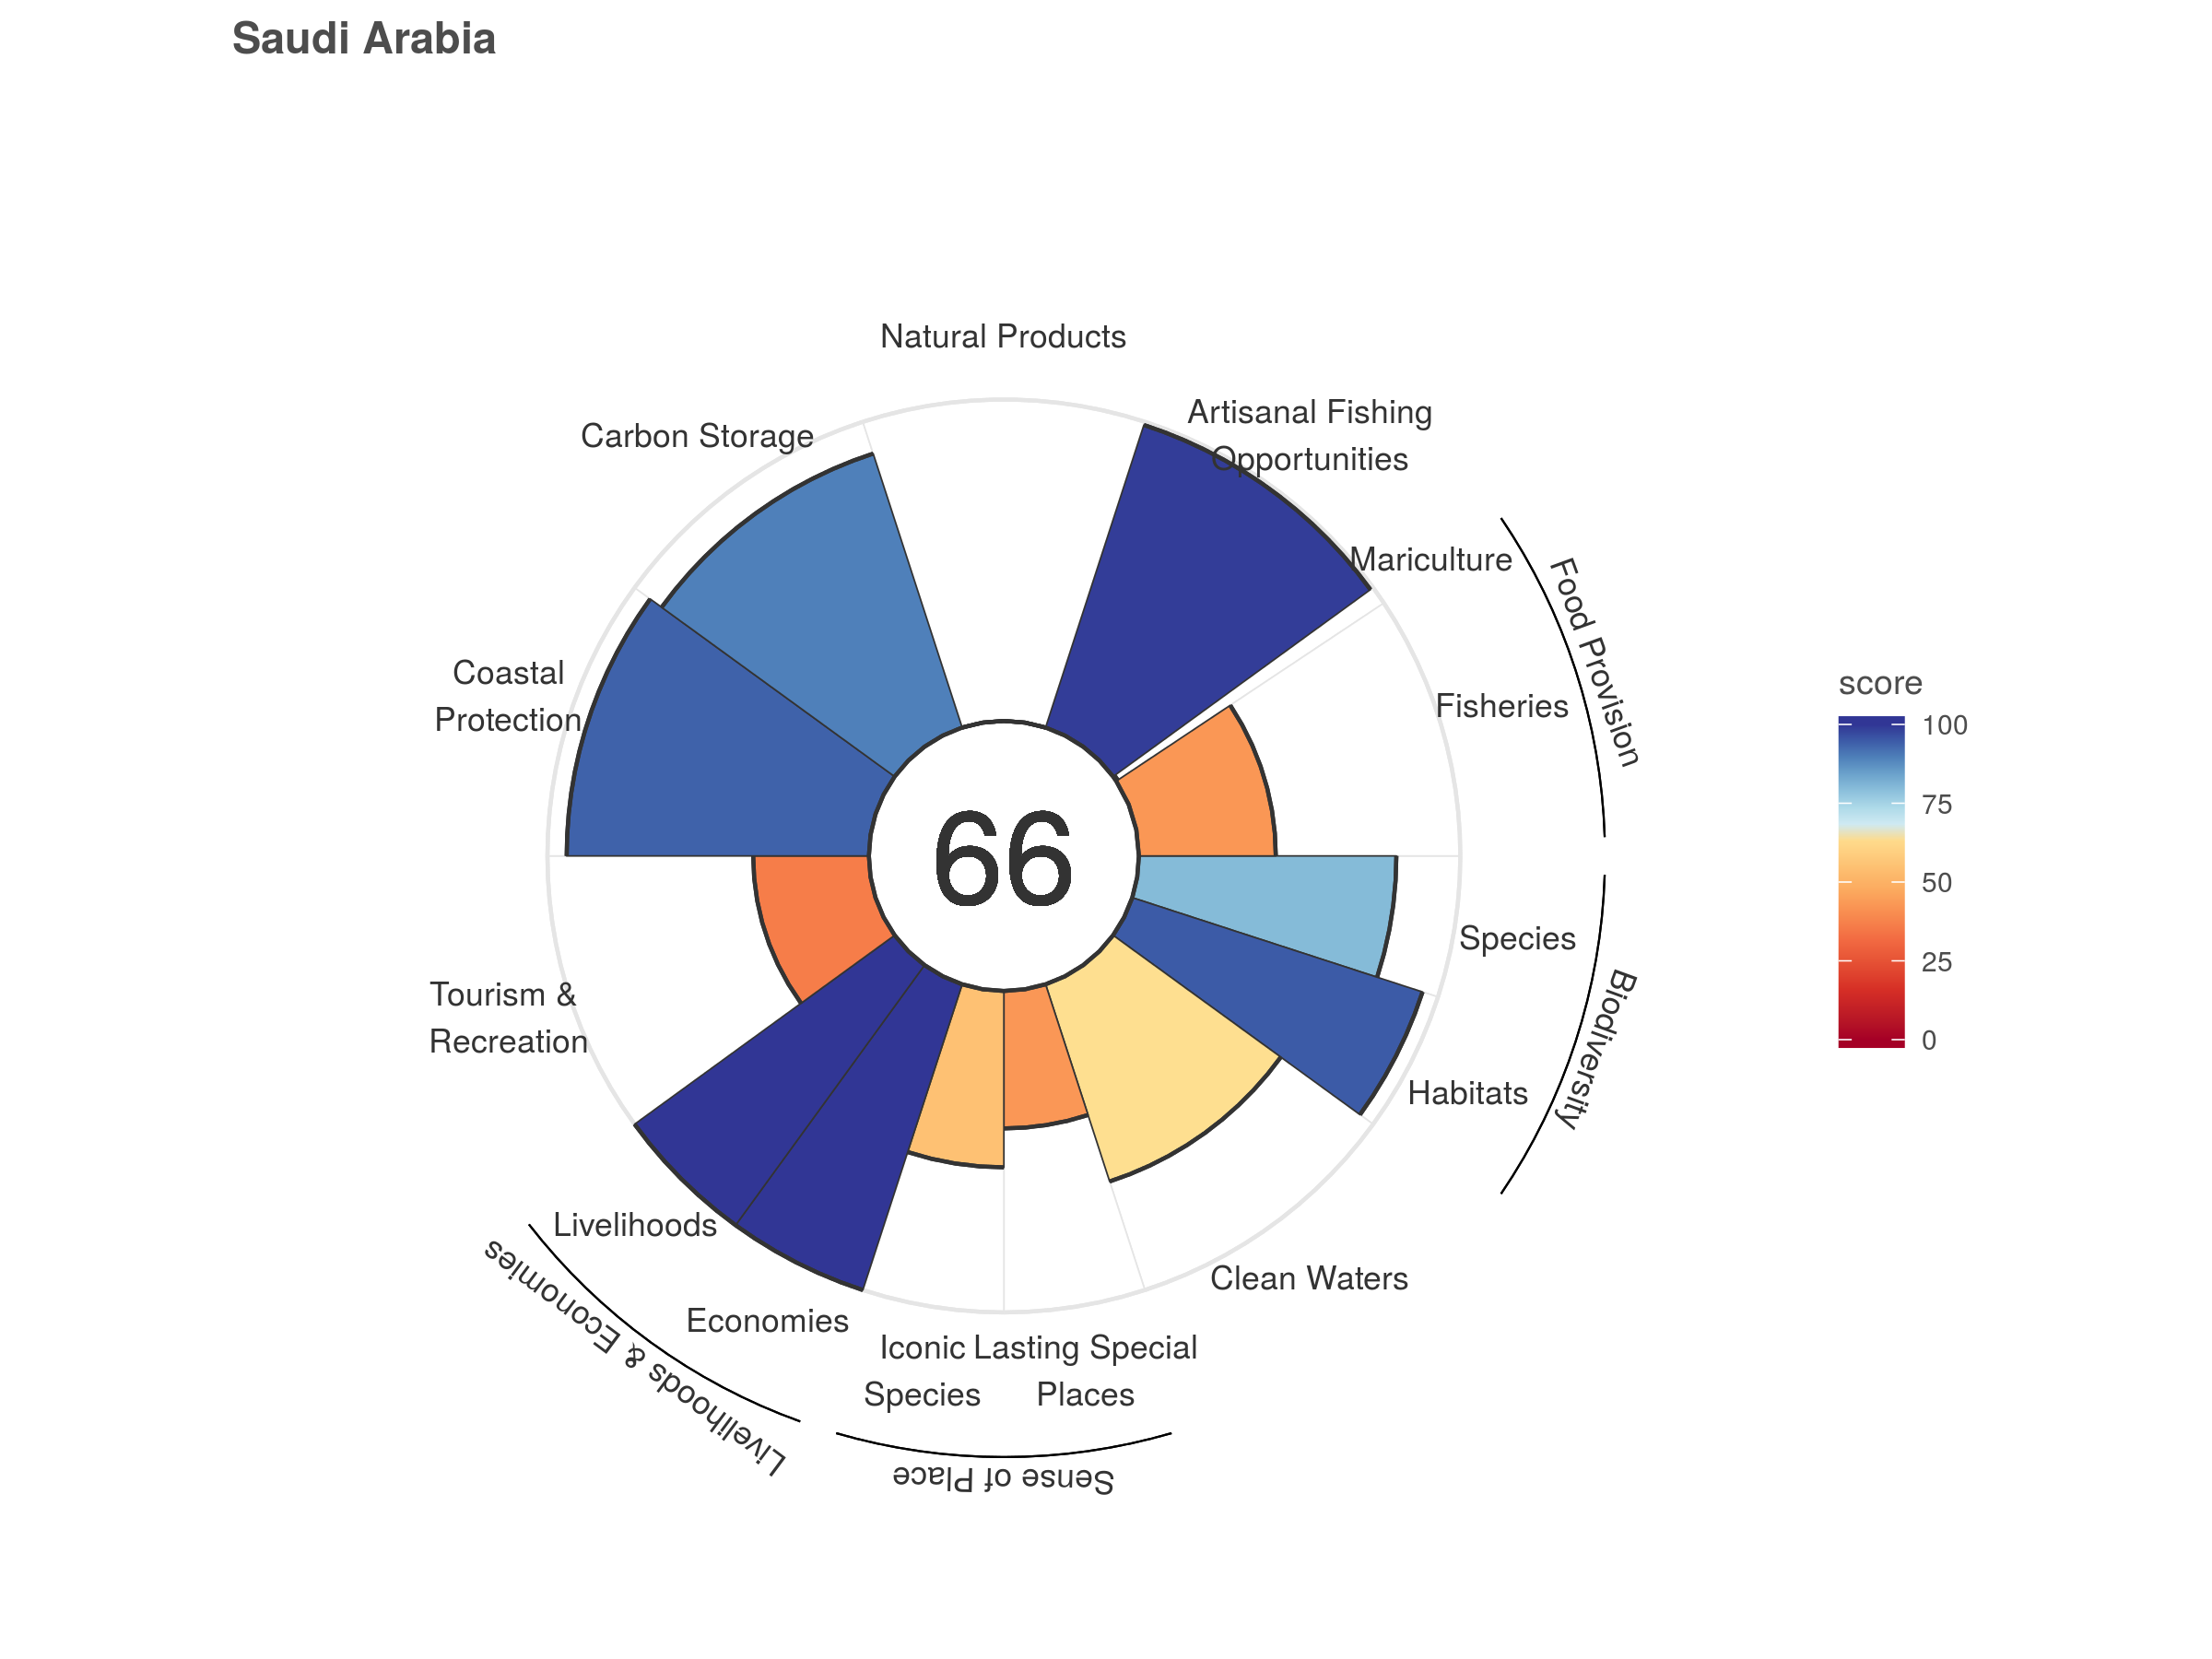 Saudi Arabia
Natural Products
Artisanal Fishing
Opportunities
Carbon Storage
Mariculture
Food Provision
Fisheries
Coastal
Protection
score
100
75
50
25
0
66
Species
Biodiversity
Habitats
Tourism &
Recreation
Livelihoods
Livelihoods & Economies
Economies
Clean Waters
Iconic
Species
Lasting Special
Places
Sense of Place